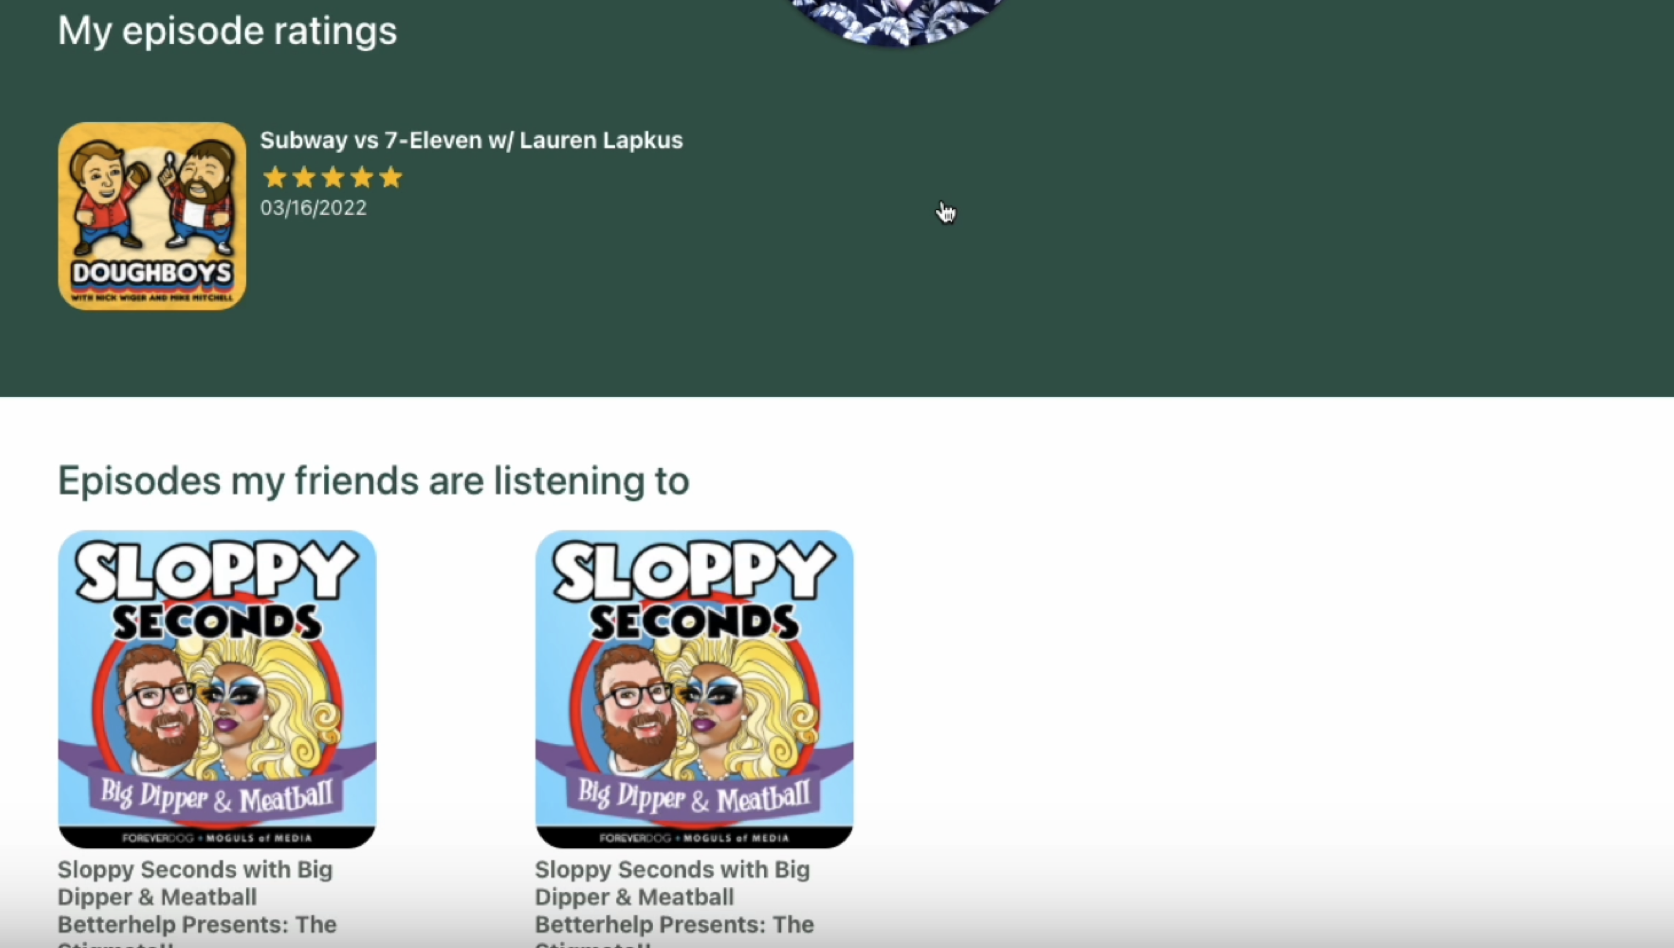 My episode ratings
Subway vs 7-Eleven w/ Lauren Lapkus
03/16/2022
DOUGHBOYS
WITH NICK WIGER AND MIKE MITCHELL
Episodes my friends are listening to
SLOPPY
SECONDS
Big Dipper & Meatball
FOREVERDOG + MOGULS of MEDIA
Sloppy Seconds with Big
Dipper & Meatball
Betterhelp Presents: The
SLOPPY
SECONDS
Big Dipper & Meatball
FOREVERDOG + MOGULS of MEDIA
Sloppy Seconds with Big
Dipper & Meatball
Betterhelp Presents: The